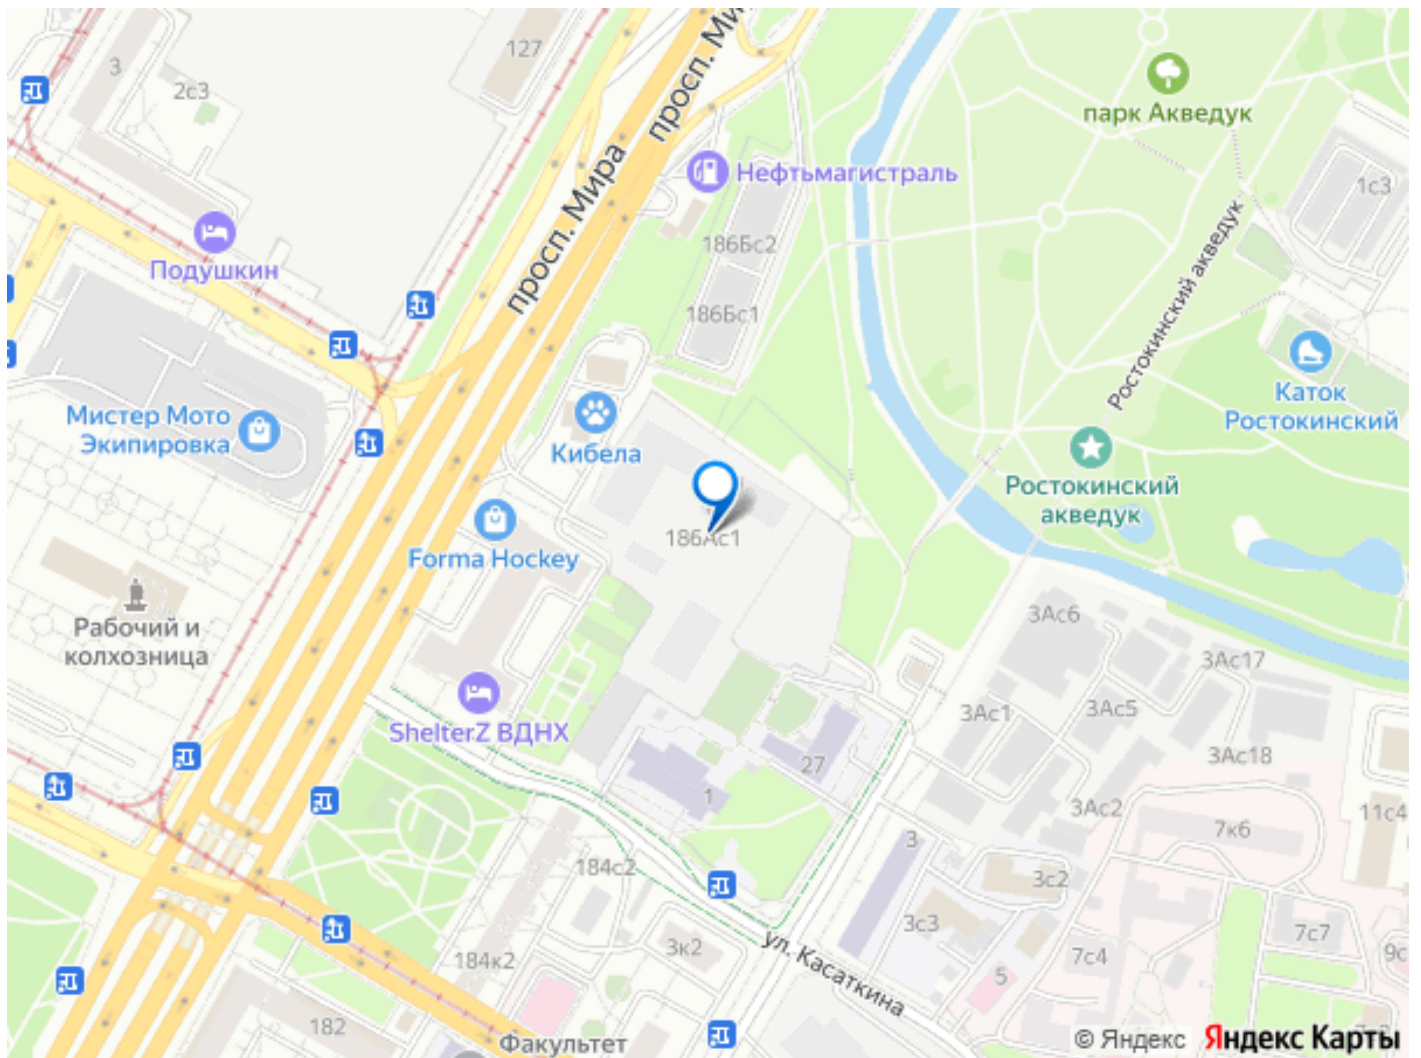 127
просп. Мира
3
2с3
парк Акведук
Нефтьмагистраль
1с3
просп. Мира
186Бс2
Подушкин
186Бс1
Ростокинский акведук
Каток
Ростокинский
Мистер Мото
Экипировка
Кибела
Ростокинский
акведук
186Ас1
Forma Hockey
Рабочий и
колхозница
3Ас6
3Ас17
3Ас1
3Ас5
ShelterZ ВДНХ
3Ас18
27
1
3Ас2
11с4
7к6
3
184с2
3с2
3с3
7с7
3к2
ул. Касаткина
184к2
7с4
9с
5
182
Факультет
© Яндекс
Яндекс Карты